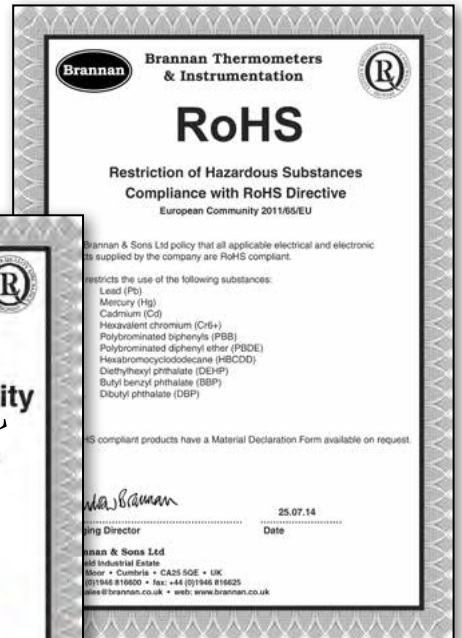 Brannan
Brannan Thermometers
& Instrumentation
R
RoHS
Restriction of Hazardous Substances
Compliance with RoHS Directive
European Community 2011/65/EU
Brannan & Sons Ltd policy that all applicable electrical and electronic
supplied by the company are RoHS compliant.
restricts the use of the following substances:
Lead (Pb)
Mercury (Hg)
Cadmium (Cd)
Hexavalent chromium (Cr6+)
Polybrominated biphenyls (PBB)
Polybrominated diphenyl ether (PBDE)
Hexabromocyclododecane (HBCDD)
Diethylhexyl phthalate (DEHP)
Butyl benzyl phthalate (BBP)
Dibutyl phthalate (DBP)
HS compliant products have a Material Declaration Form available on request.
Brannan
25.07.14
ging Director
Date
nnan & Sons Ltd
eld Industrial Estate
Moor • Cumbria • CA25 5QE • UK
(0)1946 816600 • fax: +44 (0)1946 816625
sales@brannan.co.uk • web: www.brannan.co.uk
R
ity